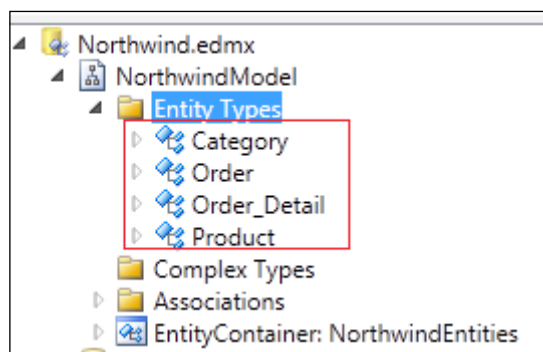 Northwind.edmx
NorthwindModel
Entity Types
Category
Order
Order_Detail
Product
Complex Types
Associations
EntityContainer: NorthwindEntities